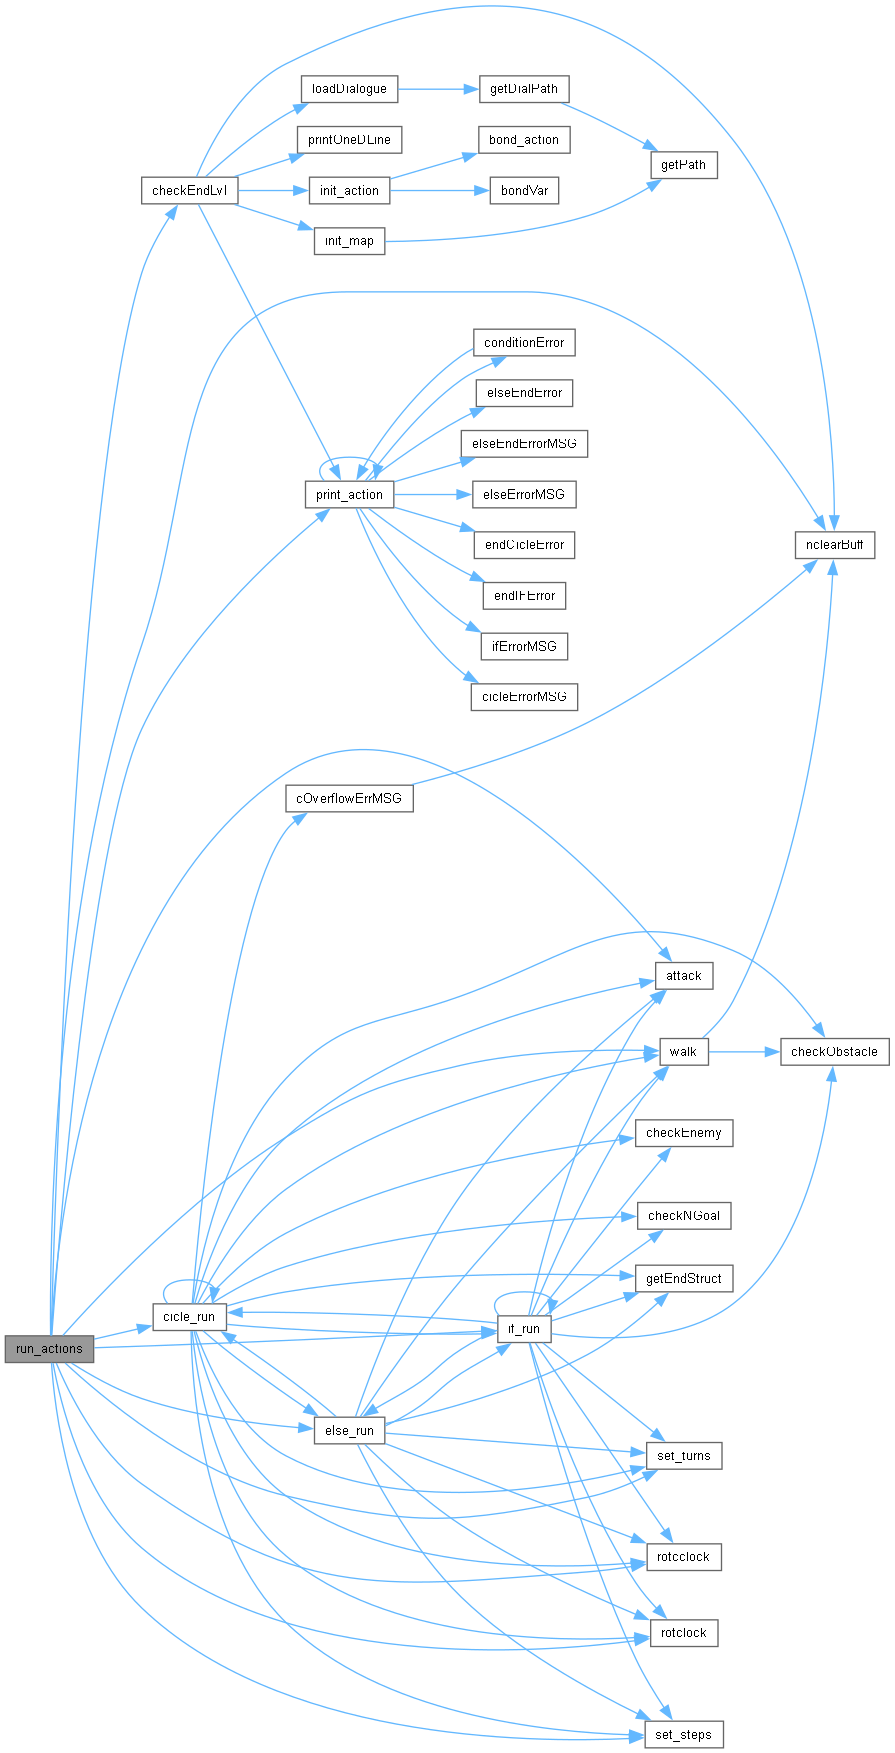 loadDialogue
getDialPath
printOneDLine
bond_action
getPath
checkEndLvl
init_action
bondVar
init_map
conditionError
elseEndError
elseEndErrorMSG
print_action
elseErrorMSG
endCicleError
nclearBuff
endIFError
ifErrorMSG
cicleErrorMSG
cOverflowErrMSG
attack
walk
checkObstacle
checkEnemy
checkNGoal
getEndStruct
cicle_run
if_run
run_actions
else_run
set_turns
rotcclock
rotclock
set_steps